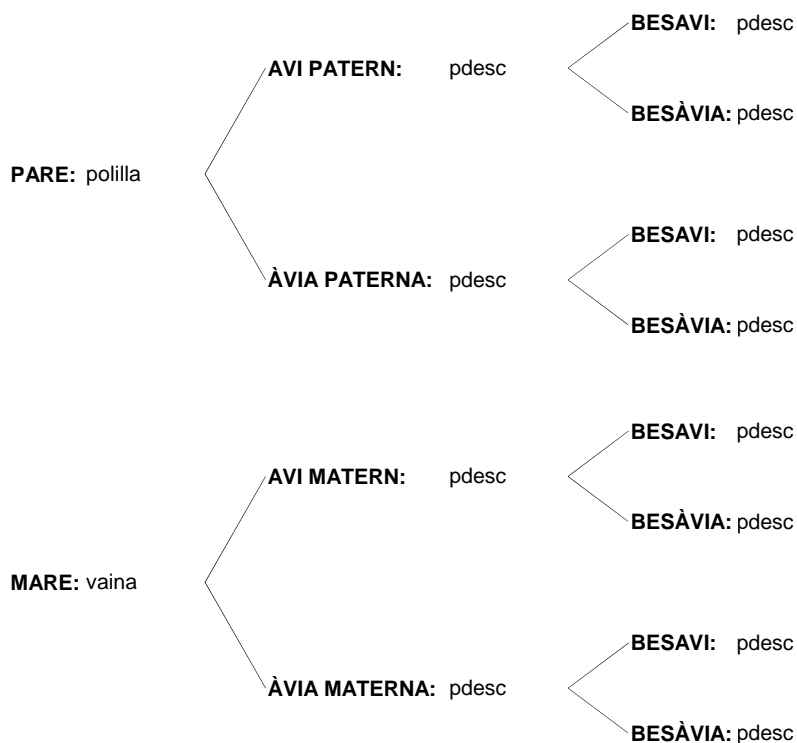 BESAVI: pdesc
AVI PATERN: pdesc
BESÀVIA: pdesc
PARE: polilla
BESAVI: pdesc
ÀVIA PATERNA: pdesc
BESÀVIA: pdesc
BESAVI: pdesc
AVI MATERN: pdesc
BESÀVIA: pdesc
MARE: vaina
BESAVI: pdesc
ÀVIA MATERNA: pdesc
BESÀVIA: pdesc